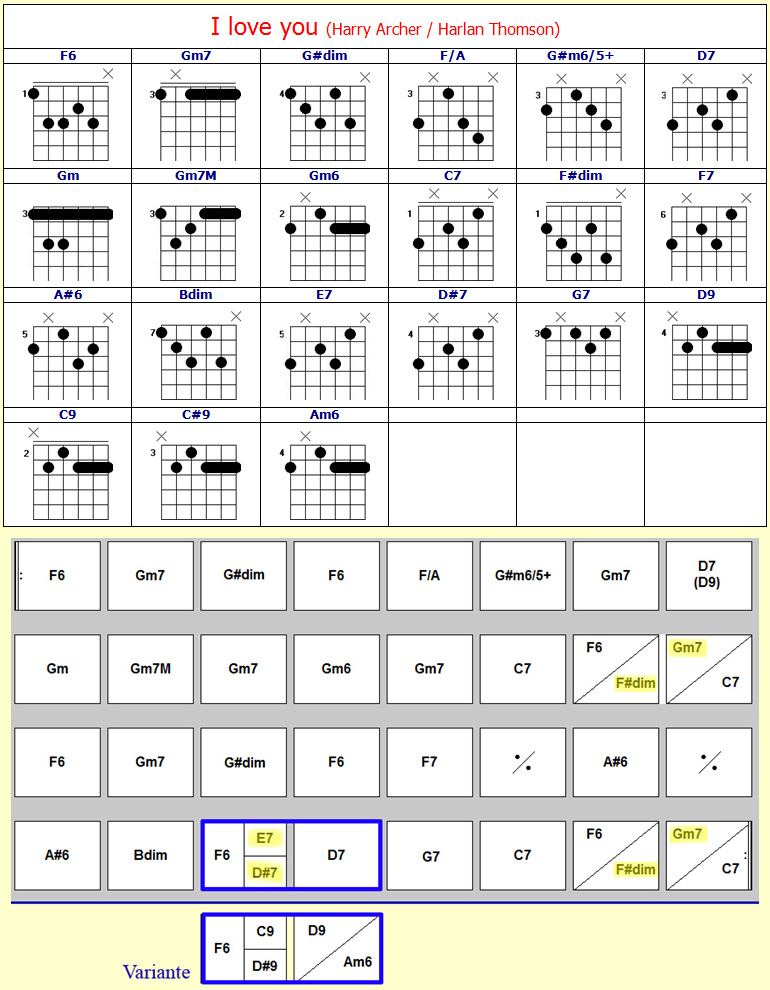 I love you (Harry Archer / Harlan Thomson)
F6 Gm7 G#dim F/A G#m6/5+ D7
1 3 4 3 3 3
Gm Gm7M Gm6 C7 F#dim F7
3 3 2 1 1 6
A#6 Bdim E7 D#7 G7 D9
5 7 5 4 3 4
C9 C#9 Am6
2 3 4
: F6 Gm7 G#dim F6 F/A G#m6/5+ Gm7 D7
(D9)
Gm Gm7M Gm7 Gm6 Gm7 C7 F6 F#dim Gm7 C7
F6 Gm7 G#dim F6 F7 ٪ A#6 ٪
A#6 Bdim F6 E7 D#7 D7 G7 C7 F6 F#dim Gm7 C7 :
Variante F6 C9 D#9 D9 Am6